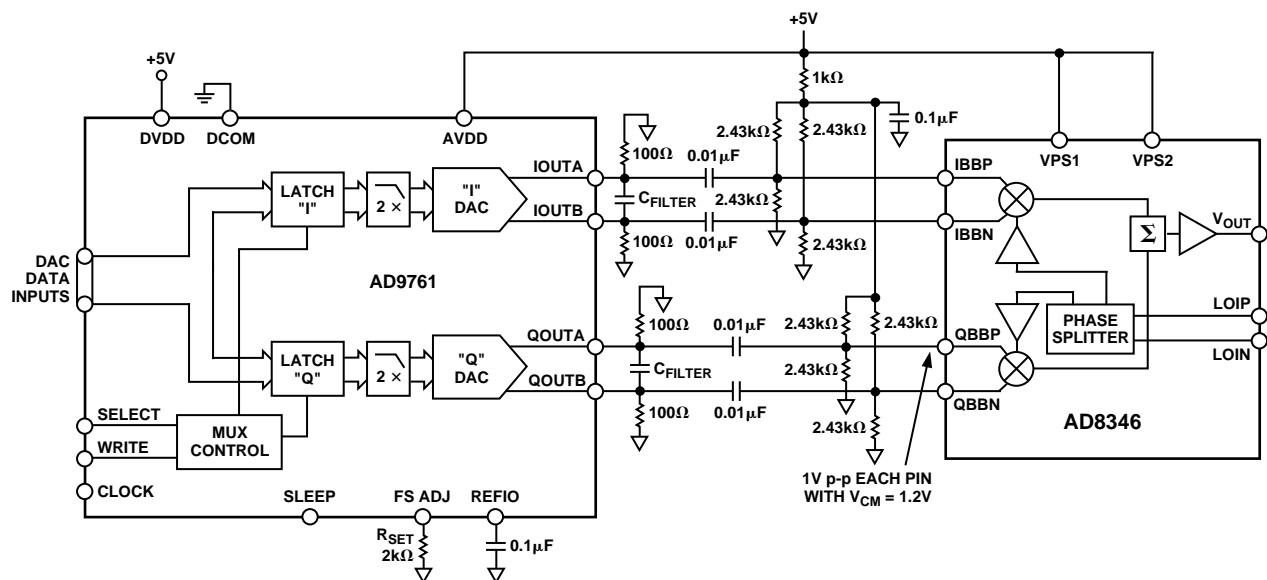 +5V
+5V
1kΩ
0.1µF
DVDD
DCOM
AVDD
100Ω
0.01µF
2.43kΩ
2.43kΩ
VPS1
VPS2
LATCH
"I"
2 ×
"I"
DAC
IOUTA
IOUTB
CFILTER
2.43kΩ
100Ω
0.01µF
2.43kΩ
IBBP
IBBN
Σ
VOUT
DAC
DATA
INPUTS
AD9761
PHASE
SPLITTER
LOIP
LOIN
LATCH
"Q"
2 ×
"Q"
DAC
QOUTA
QOUTB
100Ω
0.01µF
2.43kΩ
2.43kΩ
CFILTER
2.43kΩ
100Ω
0.01µF
2.43kΩ
QBBP
QBBN
AD8346
SELECT
WRITE
MUX
CONTROL
CLOCK
SLEEP
FS ADJ
REFIO
RSET
2kΩ
0.1µF
1V p-p EACH PIN
WITH VCM = 1.2V